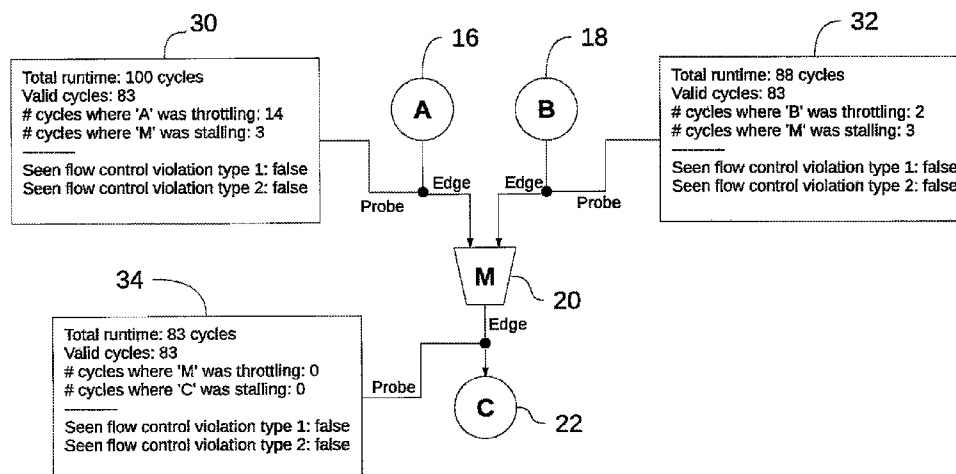 30
16
18
32
Total runtime: 100 cycles
Valid cycles: 83
# cycles where 'A' was throttling: 14
# cycles where 'M' was stalling: 3
----------
Seen flow control violation type 1: false
Seen flow control violation type 2: false
A
B
Total runtime: 88 cycles
Valid cycles: 83
# cycles where 'B' was throttling: 2
# cycles where 'M' was stalling: 3
----------
Seen flow control violation type 1: false
Seen flow control violation type 2: false
Probe
Edge
Edge
Probe
M
20
34
Edge
Total runtime: 83 cycles
Valid cycles: 83
# cycles where 'M' was throttling: 0
# cycles where 'C' was stalling: 0
----------
Seen flow control violation type 1: false
Seen flow control violation type 2: false
Probe
C
22